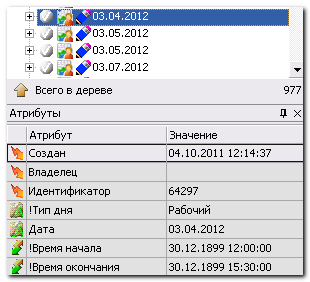 03.04.2012
03.05.2012
03.05.2012
03.07.2012
Всего в дереве 977
Атрибуты
Атрибут Значение
Создан 04.10.2011 12:14:37
Владелец
Идентификатор 64297
!Тип дня Рабочий
Дата 03.04.2012
!Время начала 30.12.1899 12:00:00
!Время окончания 30.12.1899 15:30:00